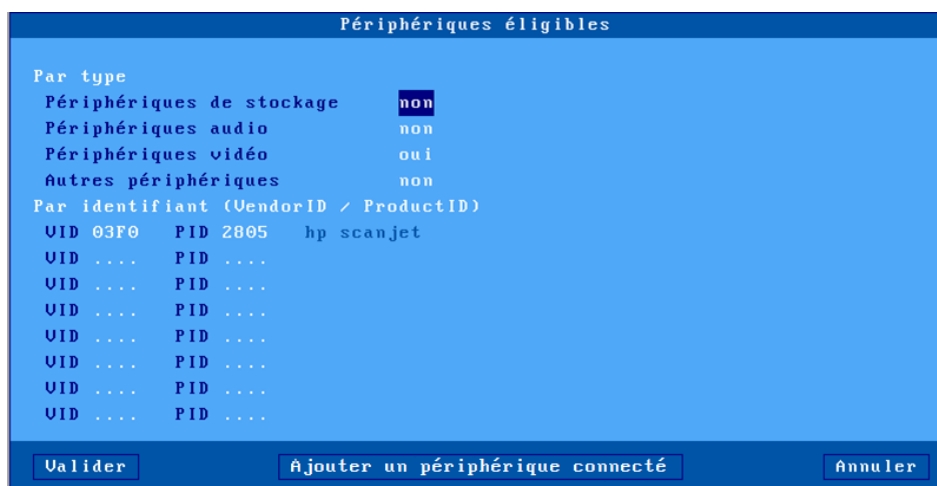 Périphériques éligibles
Par type
Périphériques de stockage non
Périphériques audio non
Périphériques vidéo oui
Autres périphériques non
Par identifiant (VendorID / ProductID)
VID 03F0 PID 2805 hp scanjet
VID .... PID ....
VID .... PID ....
VID .... PID ....
VID .... PID ....
VID .... PID ....
VID .... PID ....
VID .... PID ....
Valider Ajouter un périphérique connecté Annuler